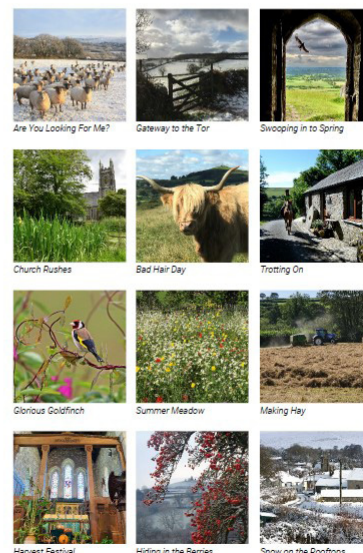 Are You Looking For Me?
Gateway to the Tor
Swooping in to Spring
Church Rushes
Bad Hair Day
Trotting On
Glorious Goldfinch
Summer Meadow
Making Hay
Harvest Festival
Hiding in the Berries
Snow on the Rooftops